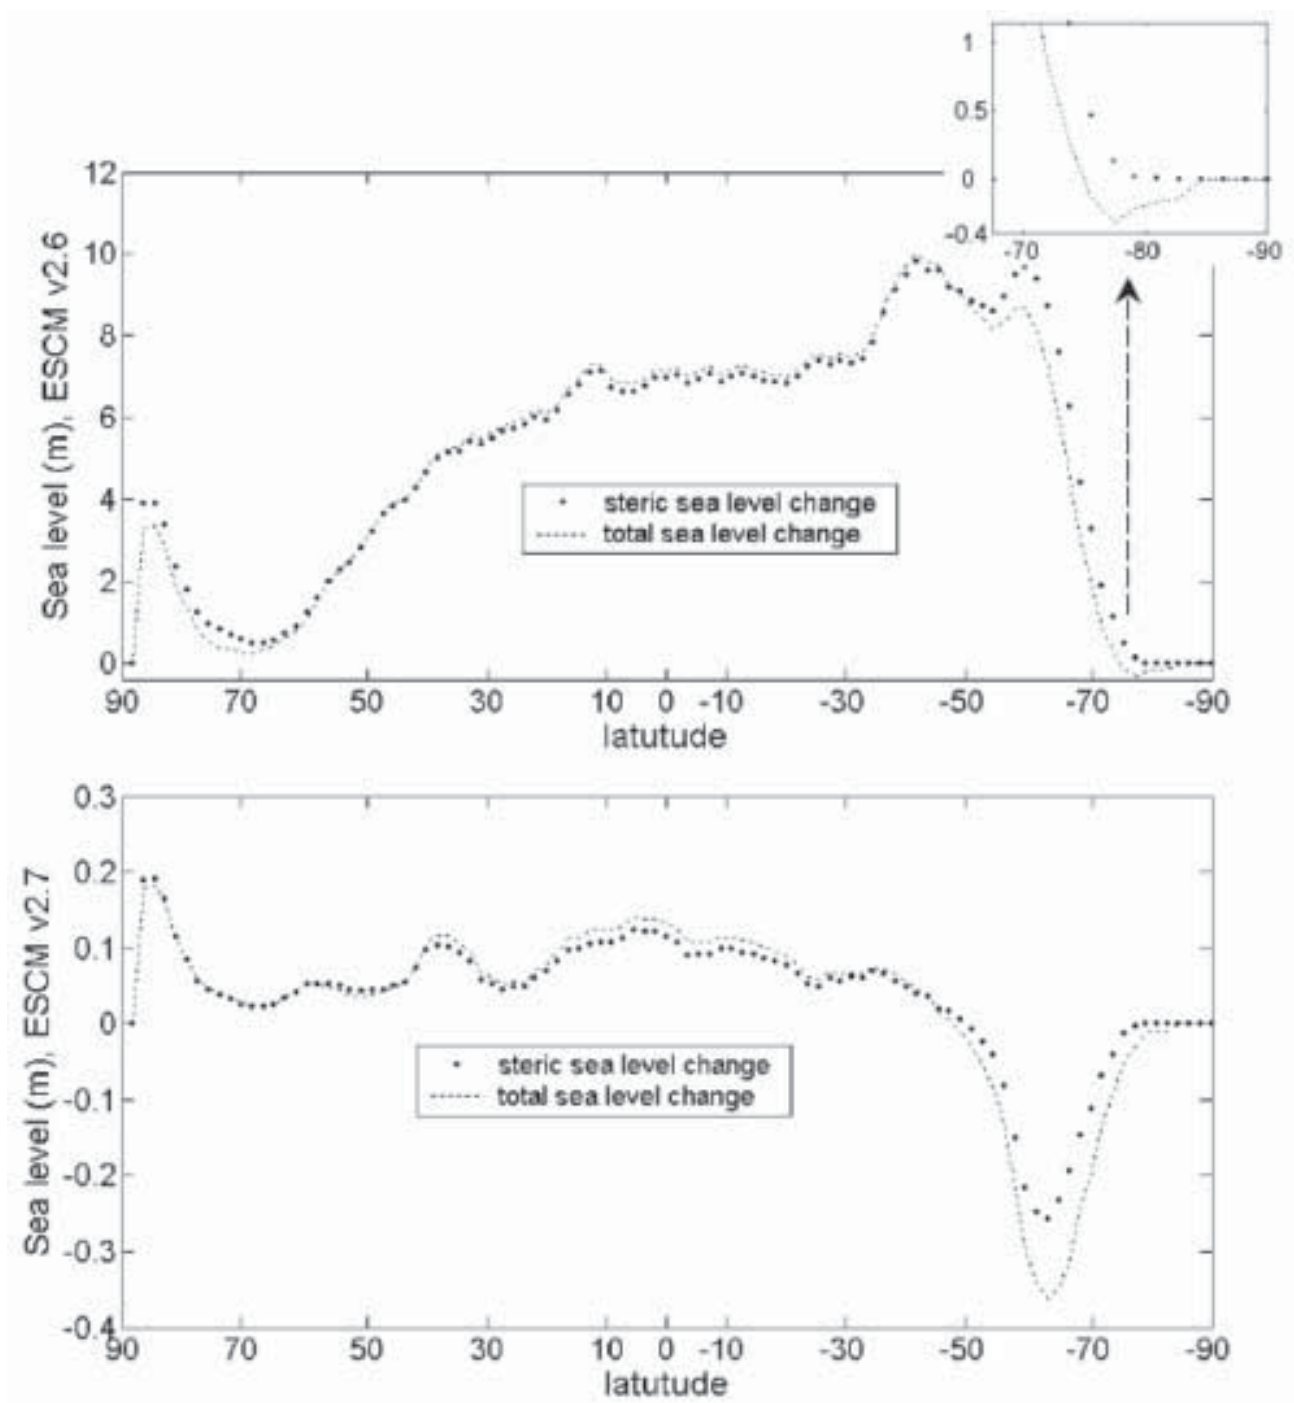 1
0.5
0
-0.4
-70 -80 -90
12
10
8
6
4
2
0
Sea level (m), ESCM v2.6
steric sea level change
total sea level change
90 70 50 30 10 0 -10 -30 -50 -70 -90
latutude
0.3
0.2
0.1
0
-0.1
-0.2
-0.3
-0.4
Sea level (m), ESCM v2.7
steric sea level change
total sea level change
90 70 50 30 10 0 -10 -30 -50 -70 -90
latutude